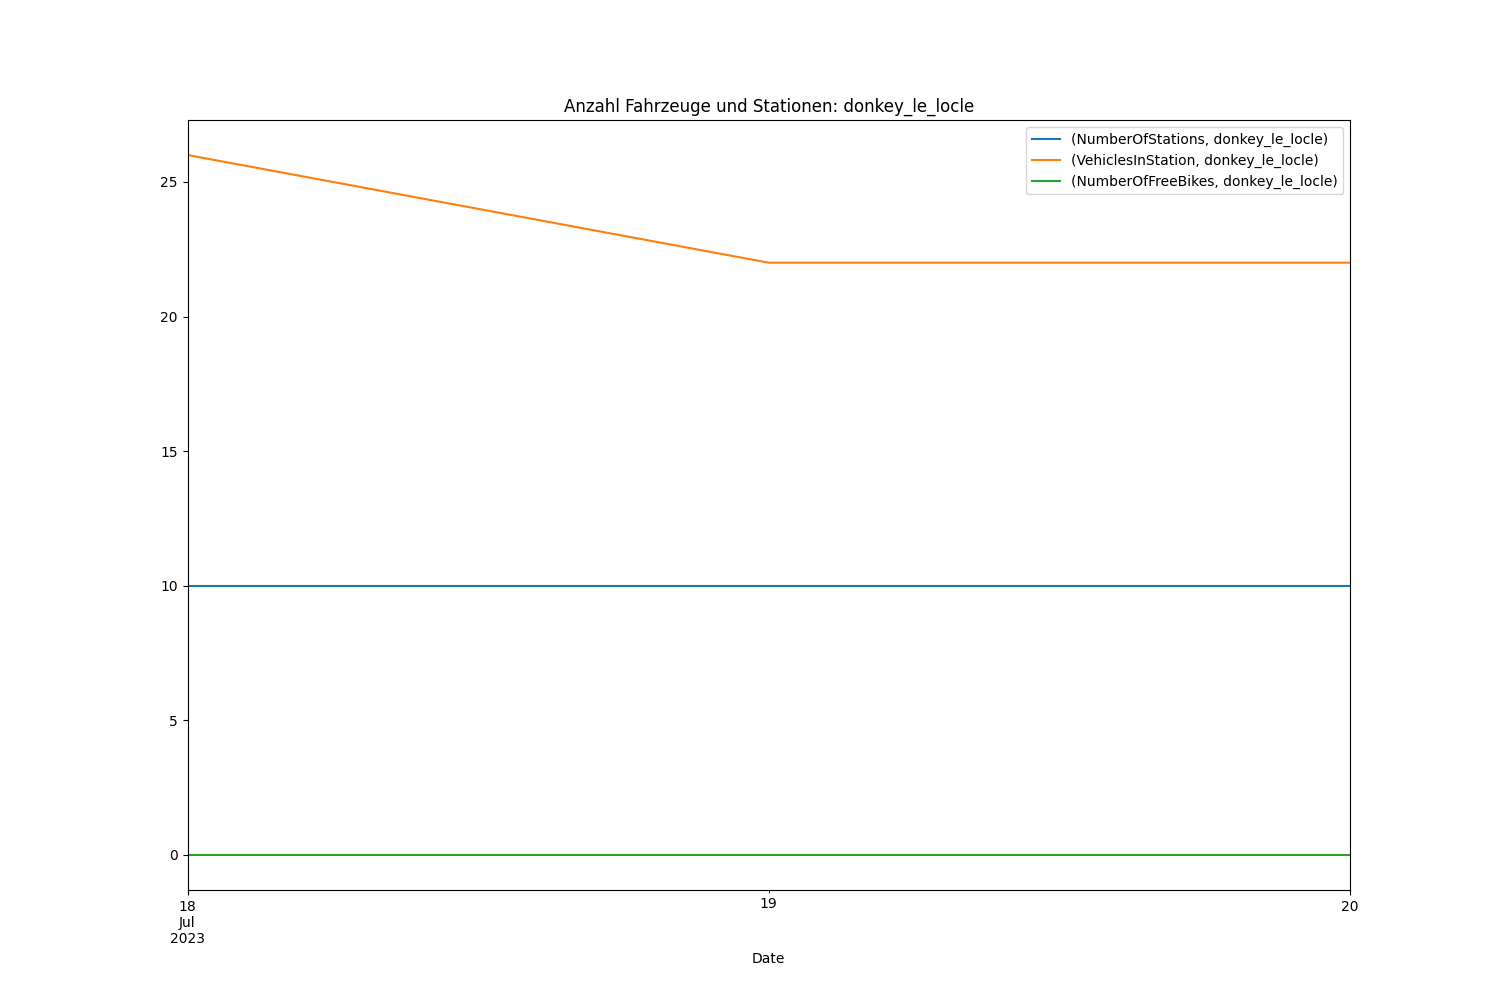 Anzahl Fahrzeuge und Stationen: donkey_le_locle
(NumberOfStations, donkey_le_locle)
(VehiclesInStation, donkey_le_locle)
(NumberOfFreeBikes, donkey_le_locle)
25
20
15
10
5
0
18
19
20
Jul
2023
Date